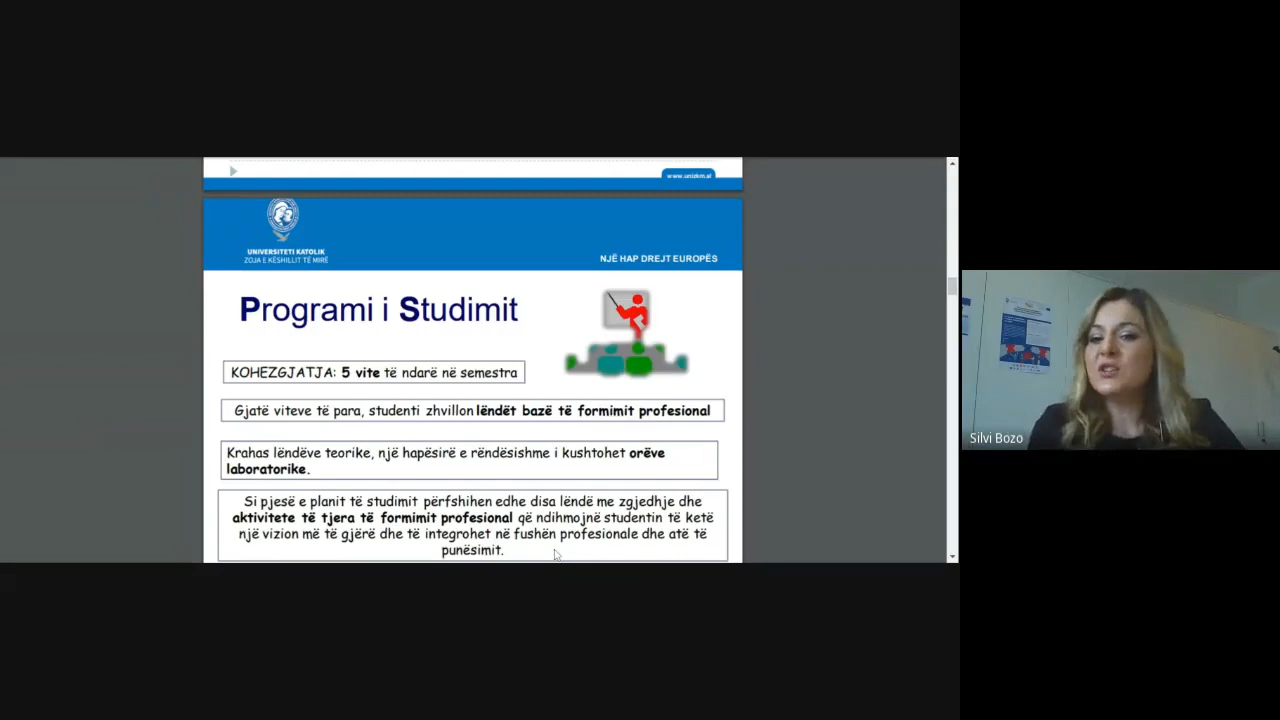 www.unizkm.al
UNIVERSITETI KATOLIK
ZOJA E KËSHILLIT TË MIRË
NJË HAP DREJT EUROPËS
Programi i Studimit
KOHEZGJATJA: 5 vite të ndarë në semestra
Gjatë viteve të para, studenti zhvillon lëndët bazë të formimit profesional
Krahas lëndëve teorike, një hapësirë e rëndësishme i kushtohet orëve
laboratorike.
Si pjesë e planit të studimit përfshihen edhe disa lëndë me zgjedhje dhe
aktivitete të tjera të formimit profesional që ndihmojnë studentin të ketë
një vizion më të gjërë dhe të integrohet në fushën profesionale dhe atë të
punësimit.
Silvi Bozo